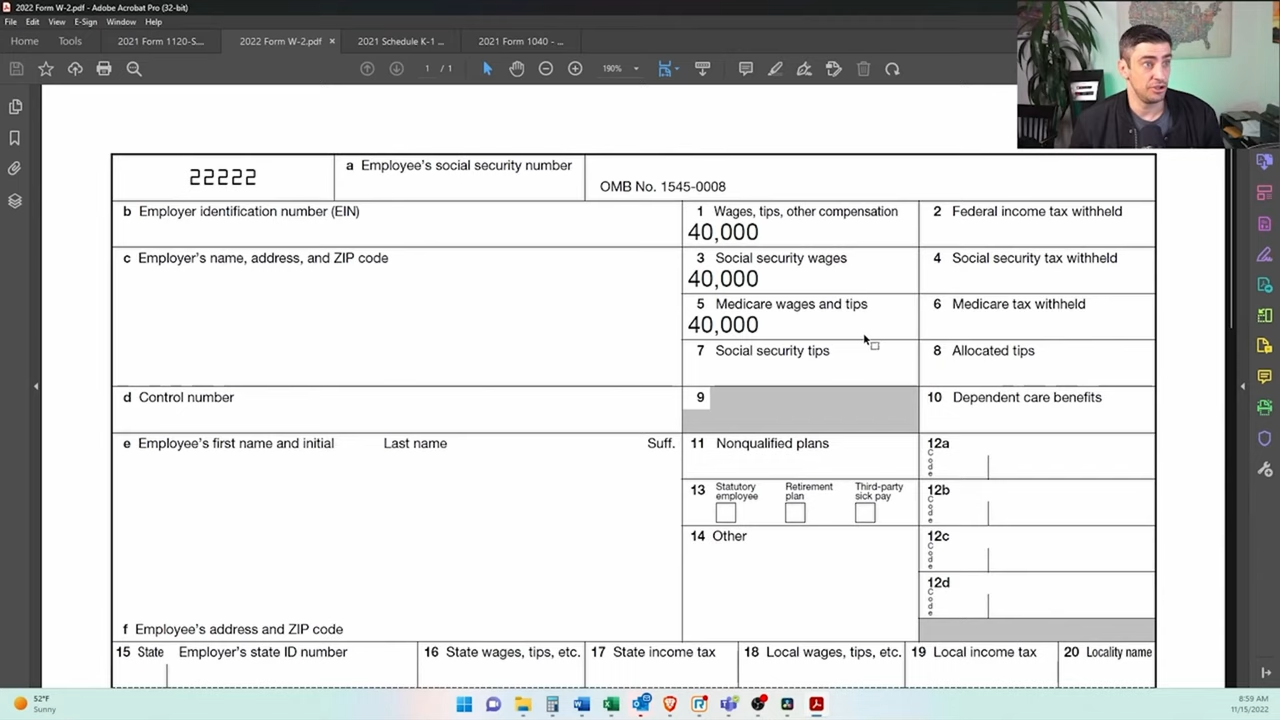 2022 Form W-2.pdf - Adobe Acrobat Pro (32-bit)
File Edit View E-Sign Window Help
Home Tools 2021 Form 1120-S... 2022 Form W-2.pdf × 2021 Schedule K-1 ... 2021 Form 1040 - ...
1 / 1 190%
22222
a Employee's social security number
OMB No. 1545-0008
b Employer identification number (EIN)
1 Wages, tips, other compensation
40,000
2 Federal income tax withheld
c Employer's name, address, and ZIP code
3 Social security wages
40,000
4 Social security tax withheld
5 Medicare wages and tips
40,000
6 Medicare tax withheld
7 Social security tips
8 Allocated tips
d Control number
9
10 Dependent care benefits
e Employee's first name and initial Last name Suff.
11 Nonqualified plans
12a
Code
13 Statutory employee Retirement plan Third-party sick pay
12b
Code
14 Other
12c
Code
12d
Code
f Employee's address and ZIP code
15 State Employer's state ID number
16 State wages, tips, etc.
17 State income tax
18 Local wages, tips, etc.
19 Local income tax
20 Locality name
52°F
Sunny
8:59 AM
11/15/2022